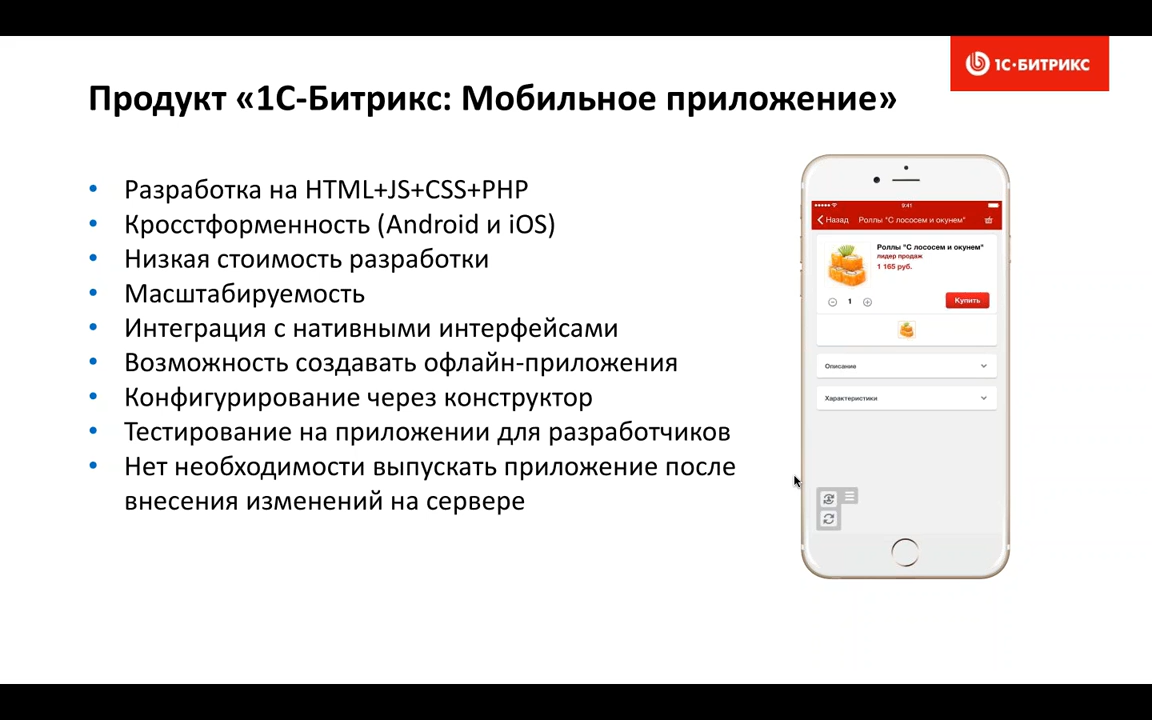 1С·БИТРИКС
Продукт «1С-Битрикс: Мобильное приложение»
• Разработка на HTML+JS+CSS+PHP
• Кросстформенность (Android и iOS)
• Низкая стоимость разработки
• Масштабируемость
• Интеграция с нативными интерфейсами
• Возможность создавать офлайн-приложения
• Конфигурирование через конструктор
• Тестирование на приложении для разработчиков
• Нет необходимости выпускать приложение после
внесения изменений на сервере
9:41
Назад Роллы "С лососем и окунем"
Роллы "С лососем и окунем"
лидер продаж
1 165 руб.
1 Купить
Описание
Характеристики